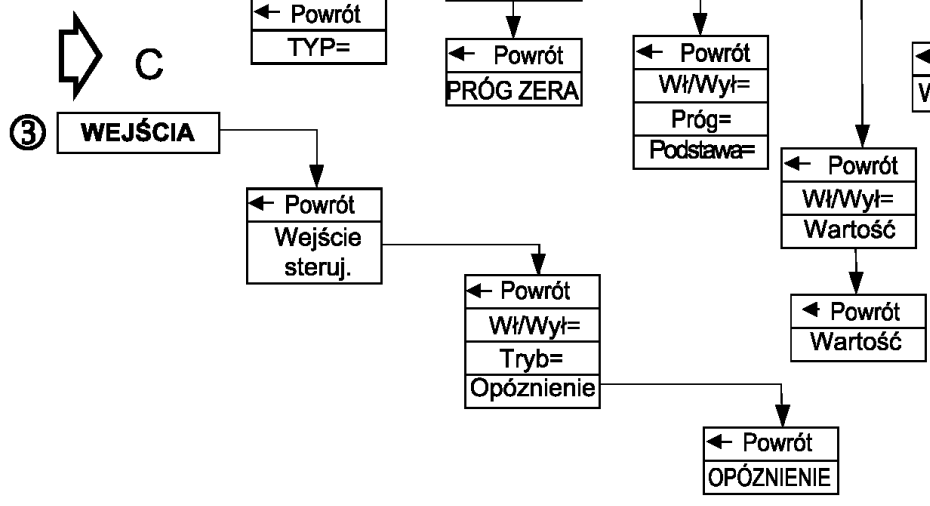 ← Powrót
TYP=
← Powrót
PRÓG ZERA
← Powrót
Wł/Wył=
Próg=
Podstawa=
C
③ WEJŚCIA
← Powrót
Wł/Wył=
Wartość
← Powrót
Wejście
steruj.
← Powrót
Wł/Wył=
Tryb=
Opóznienie
← Powrót
Wartość
← Powrót
OPÓZNIENIE